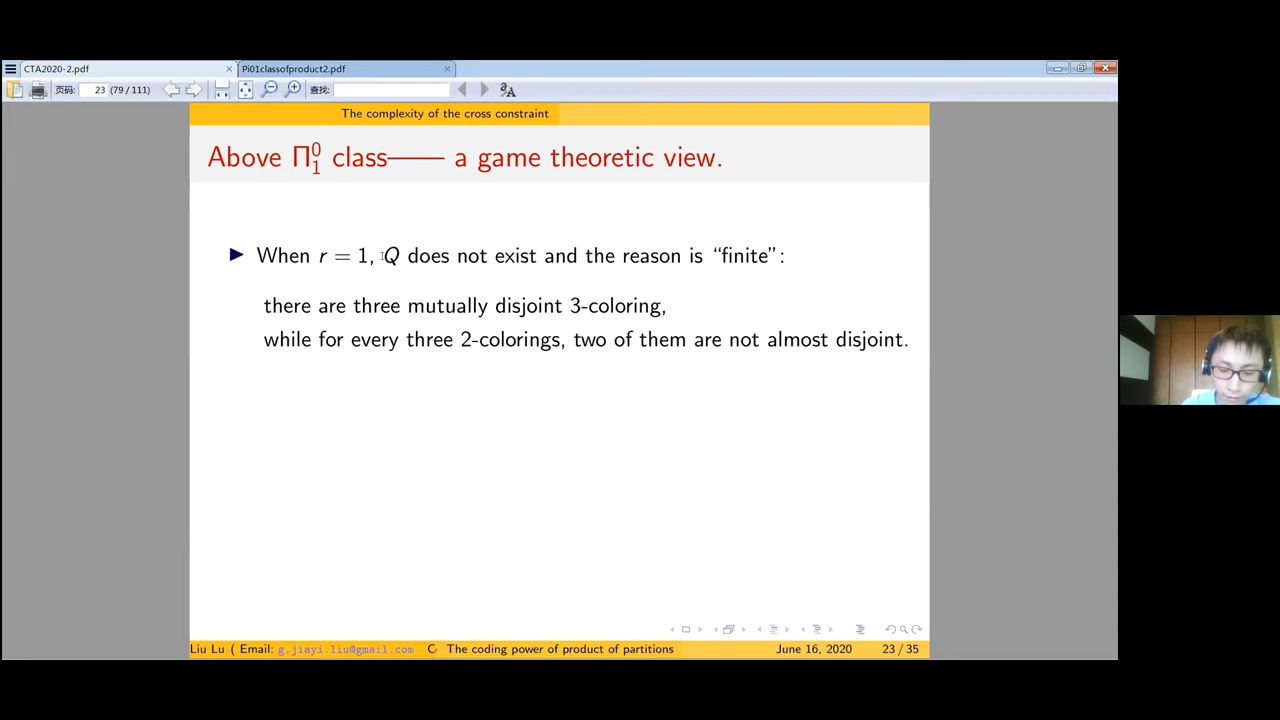 CTA2020-2.pdf
Pi01classofproduct2.pdf
页码: 23 (79 / 111) 查找:
The complexity of the cross constraint
Above Π⁰₁ class—— a game theoretic view.
▶ When r = 1, Q does not exist and the reason is “finite”:
there are three mutually disjoint 3-coloring,
while for every three 2-colorings, two of them are not almost disjoint.
Liu Lu ( Email: g.jiayi.liu@gmail.com The coding power of product of partitions June 16, 2020 23 / 35